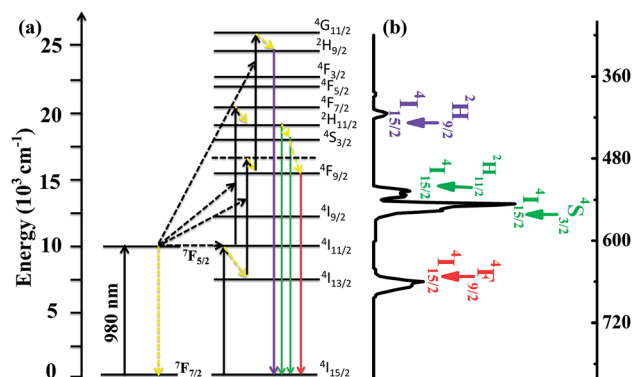 (a)
Energy (10³ cm⁻¹)
25
20
15
10
5
0
980 nm
⁷F₅/₂
⁷F₇/₂
⁴G₁₁/₂
²H₉/₂
⁴F₃/₂
⁴F₅/₂
⁴F₇/₂
²H₁₁/₂
⁴S₃/₂
⁴F₉/₂
⁴I₉/₂
⁴I₁₁/₂
⁴I₁₃/₂
⁴I₁₅/₂
(b)
²H₉/₂ → ⁴I₁₅/₂
²H₁₁/₂ → ⁴I₁₅/₂
⁴S₃/₂ → ⁴I₁₅/₂
⁴F₉/₂ → ⁴I₁₅/₂
360
480
600
720